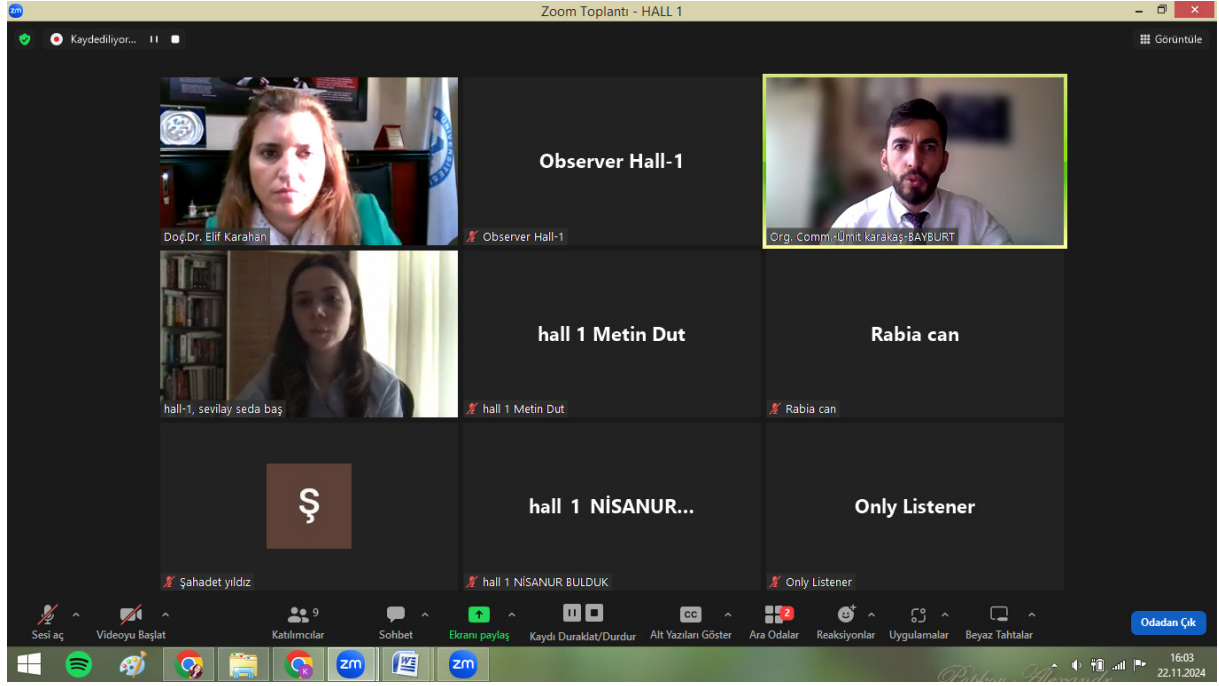 zm
Zoom Toplantı - HALL 1
Kaydediliyor...
Görüntüle
Doç.Dr. Elif Karahan
Observer Hall-1
Observer Hall-1
Org. Comm.-Ümit karakaş-BAYBURT
hall-1, sevilay seda baş
hall 1 Metin Dut
hall 1 Metin Dut
Rabia can
Rabia can
Ş
Şahadet yıldız
hall 1 NİSANUR...
hall 1 NİSANUR BULDUK
Only Listener
Only Listener
Sesi aç
Videoyu Başlat
9
Katılımcılar
Sohbet
Ekranı paylaş
Kaydı Duraklat/Durdur
CC
Alt Yazıları Göster
2
Ara Odalar
Reaksiyonlar
Uygulamalar
Beyaz Tahtalar
Odadan Çık
zm
W
zm
16:03
22.11.2024